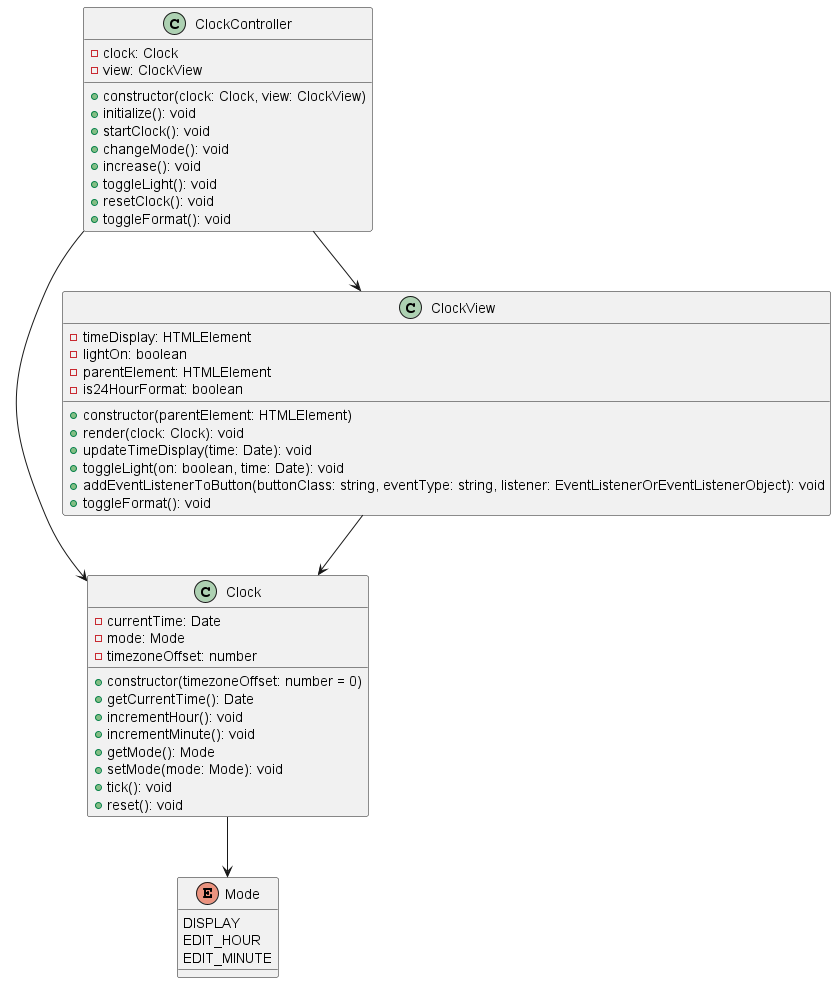 C ClockController
clock: Clock
view: ClockView
constructor(clock: Clock, view: ClockView)
initialize(): void
startClock(): void
changeMode(): void
increase(): void
toggleLight(): void
resetClock(): void
toggleFormat(): void
C ClockView
timeDisplay: HTMLElement
lightOn: boolean
parentElement: HTMLElement
is24HourFormat: boolean
constructor(parentElement: HTMLElement)
render(clock: Clock): void
updateTimeDisplay(time: Date): void
toggleLight(on: boolean, time: Date): void
addEventListenerToButton(buttonClass: string, eventType: string, listener: EventListenerOrEventListenerObject): void
toggleFormat(): void
C Clock
currentTime: Date
mode: Mode
timezoneOffset: number
constructor(timezoneOffset: number = 0)
getCurrentTime(): Date
incrementHour(): void
incrementMinute(): void
getMode(): Mode
setMode(mode: Mode): void
tick(): void
reset(): void
E Mode
DISPLAY
EDIT_HOUR
EDIT_MINUTE